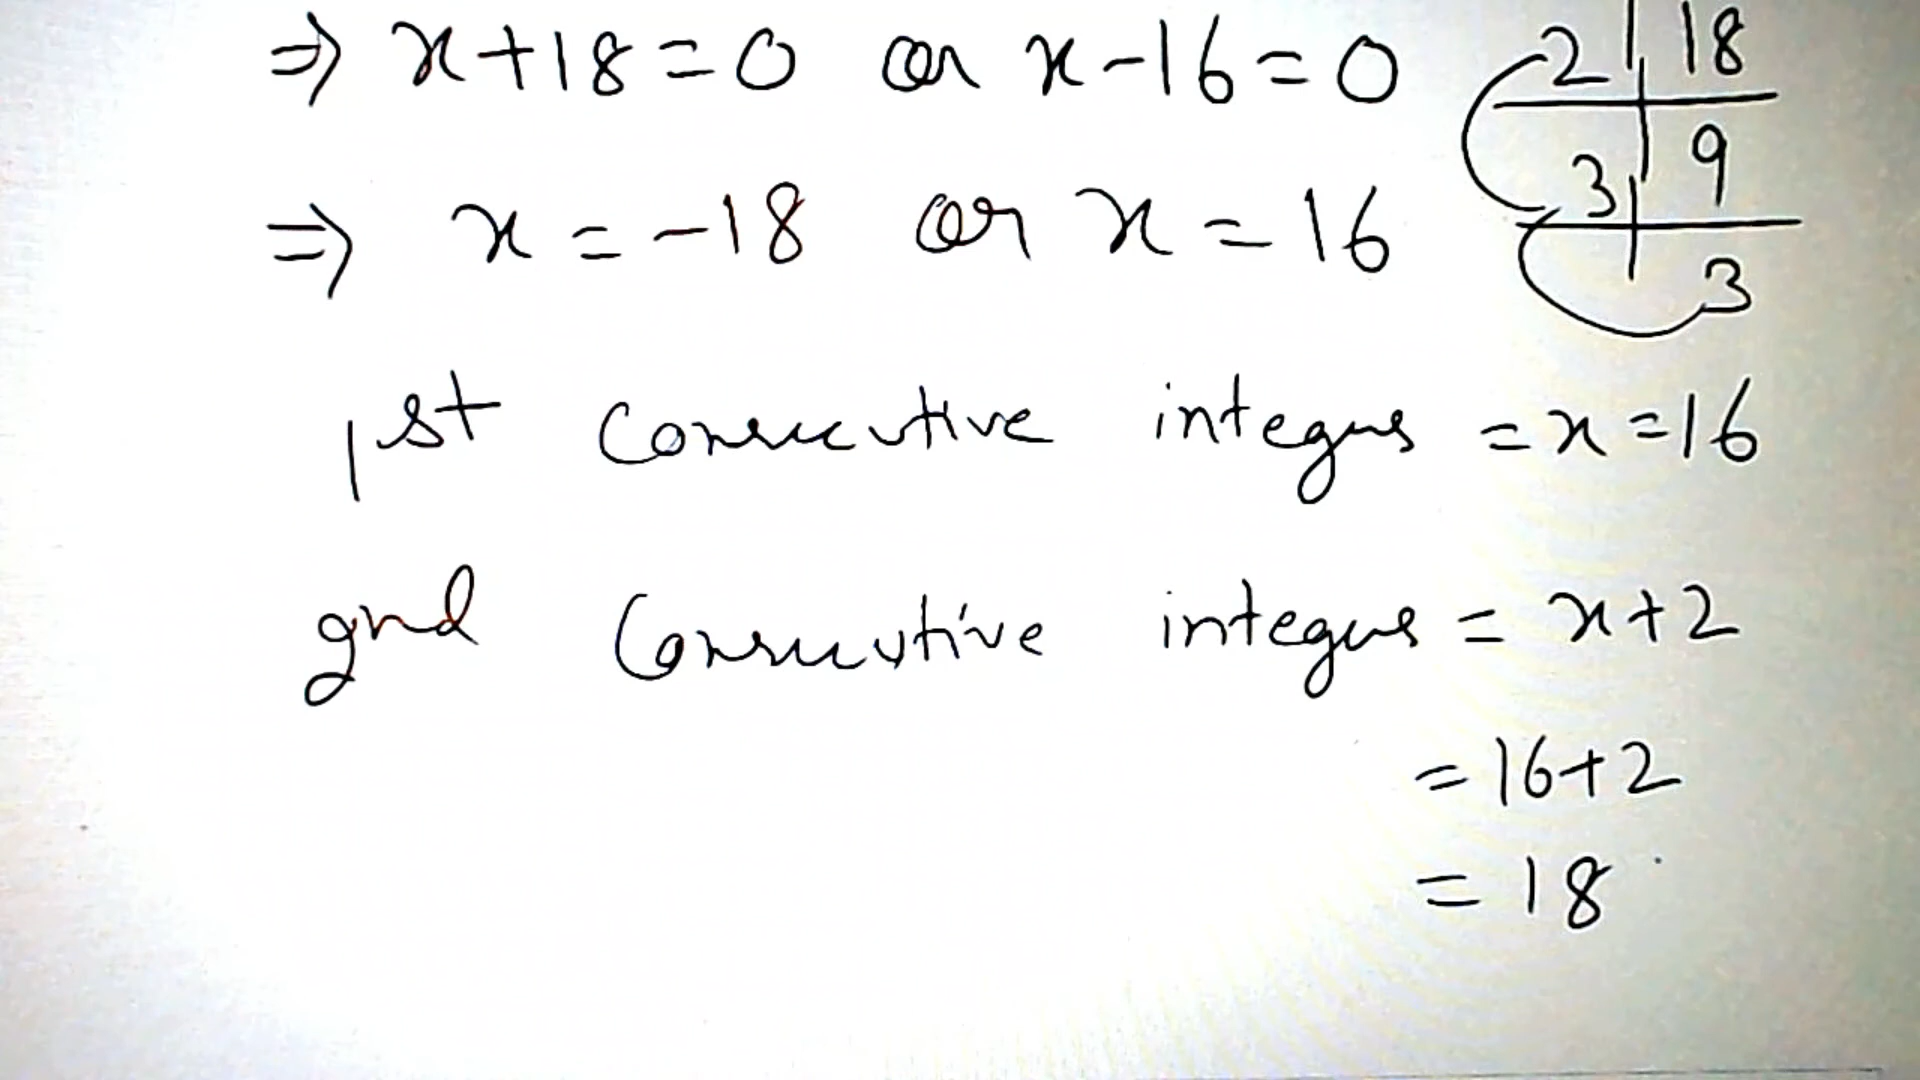 ⇒ x+18=0 or x-16=0
⇒ x = -18 or x = 16
2 | 18
3 | 9
3
1st consecutive integers = x = 16
2nd consecutive integers = x+2
= 16+2
= 18